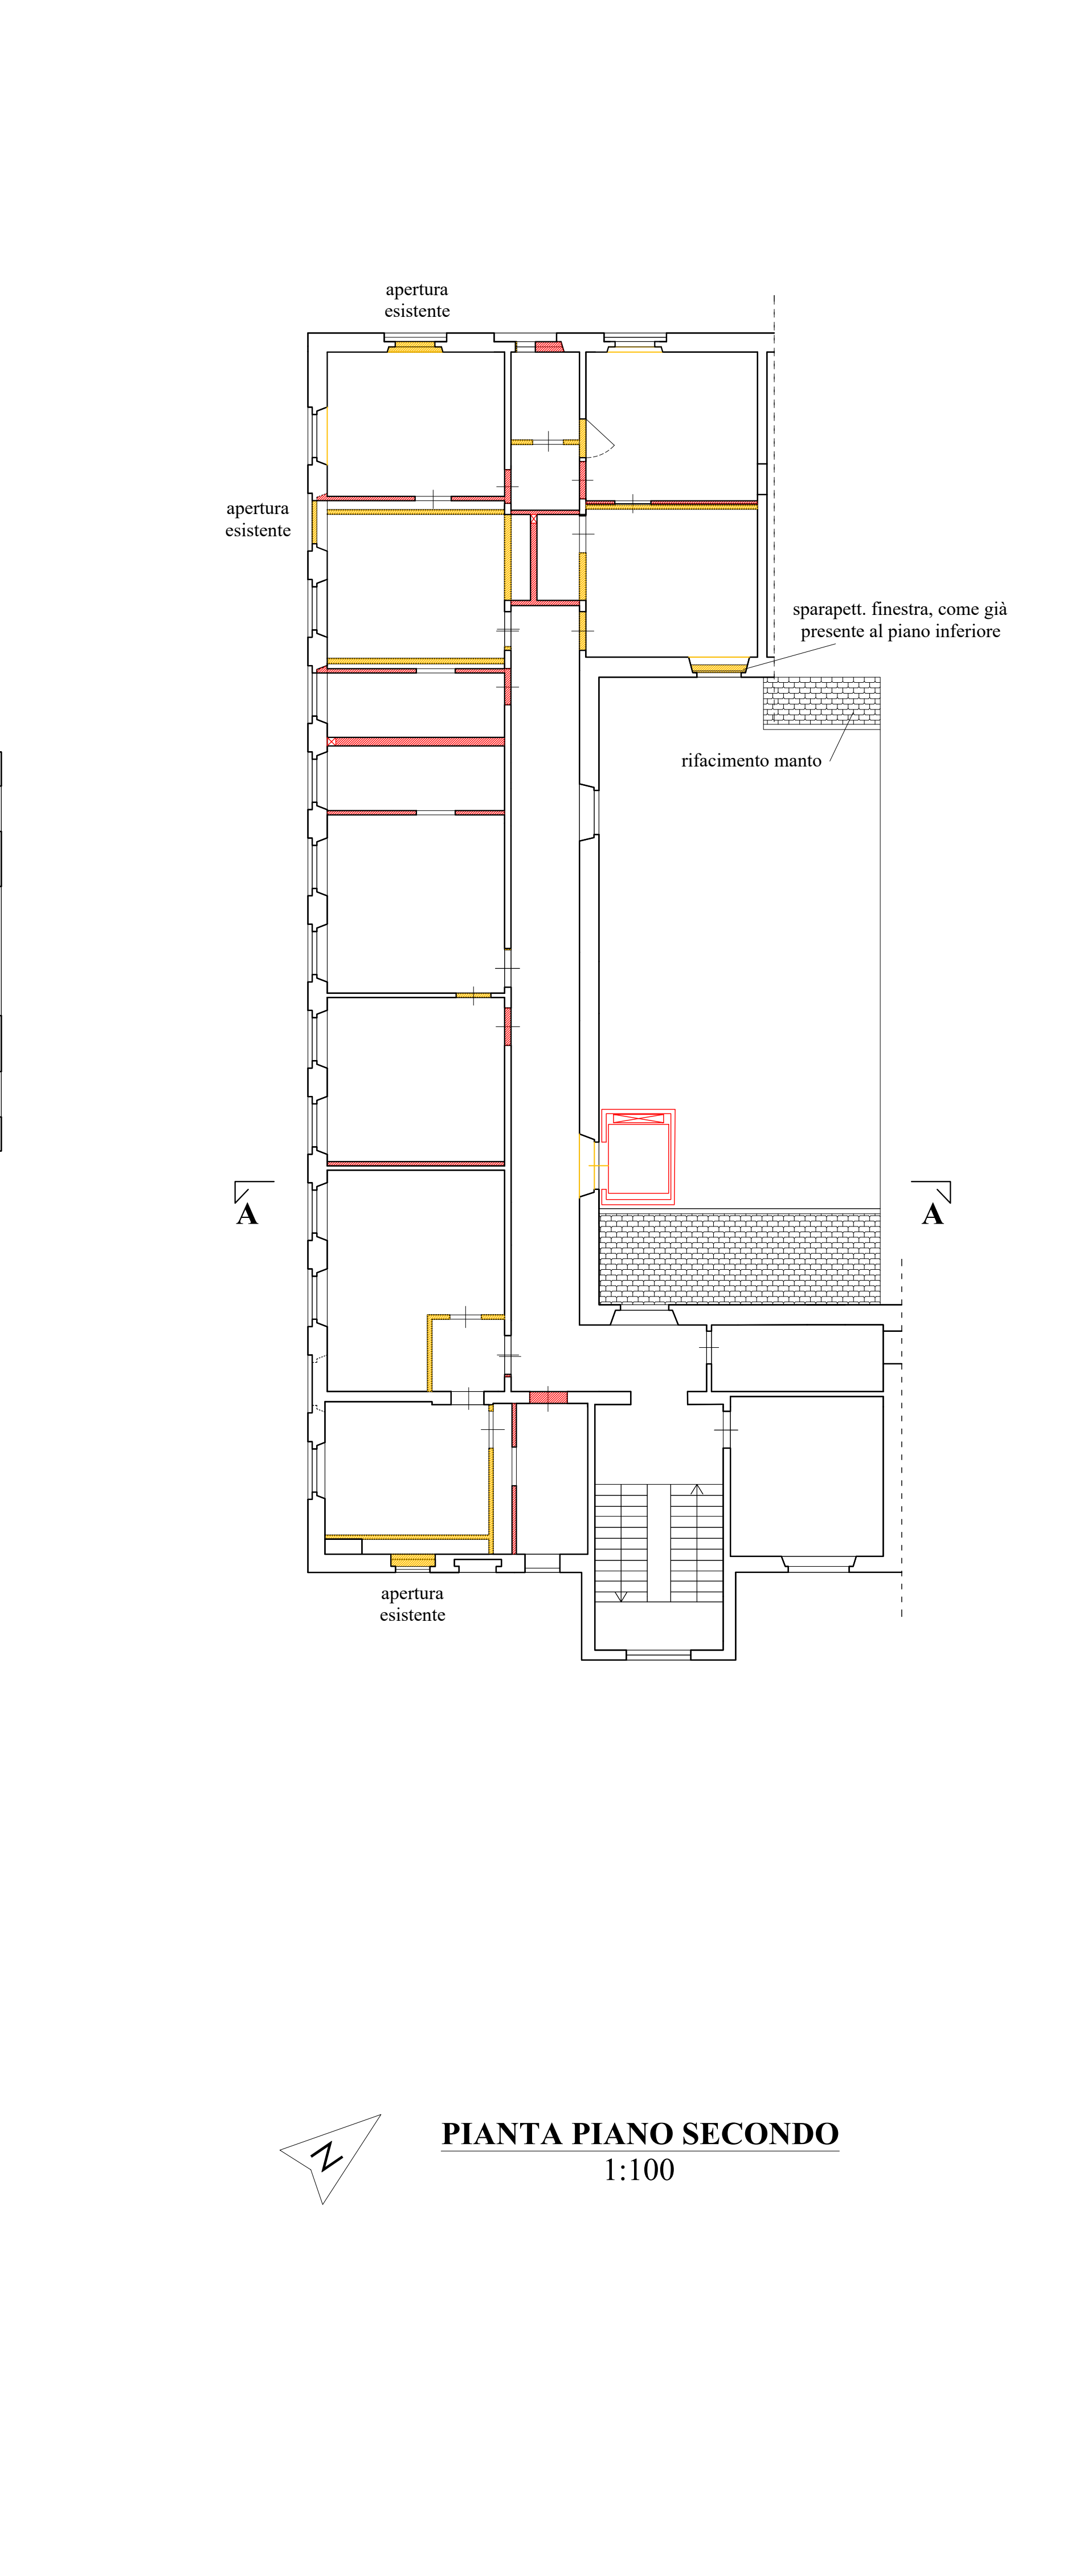 apertura
esistente
apertura
esistente
sparapett. finestra, come già
presente al piano inferiore
rifacimento manto
A
A
apertura
esistente
PIANTA PIANO SECONDO
1:100
N